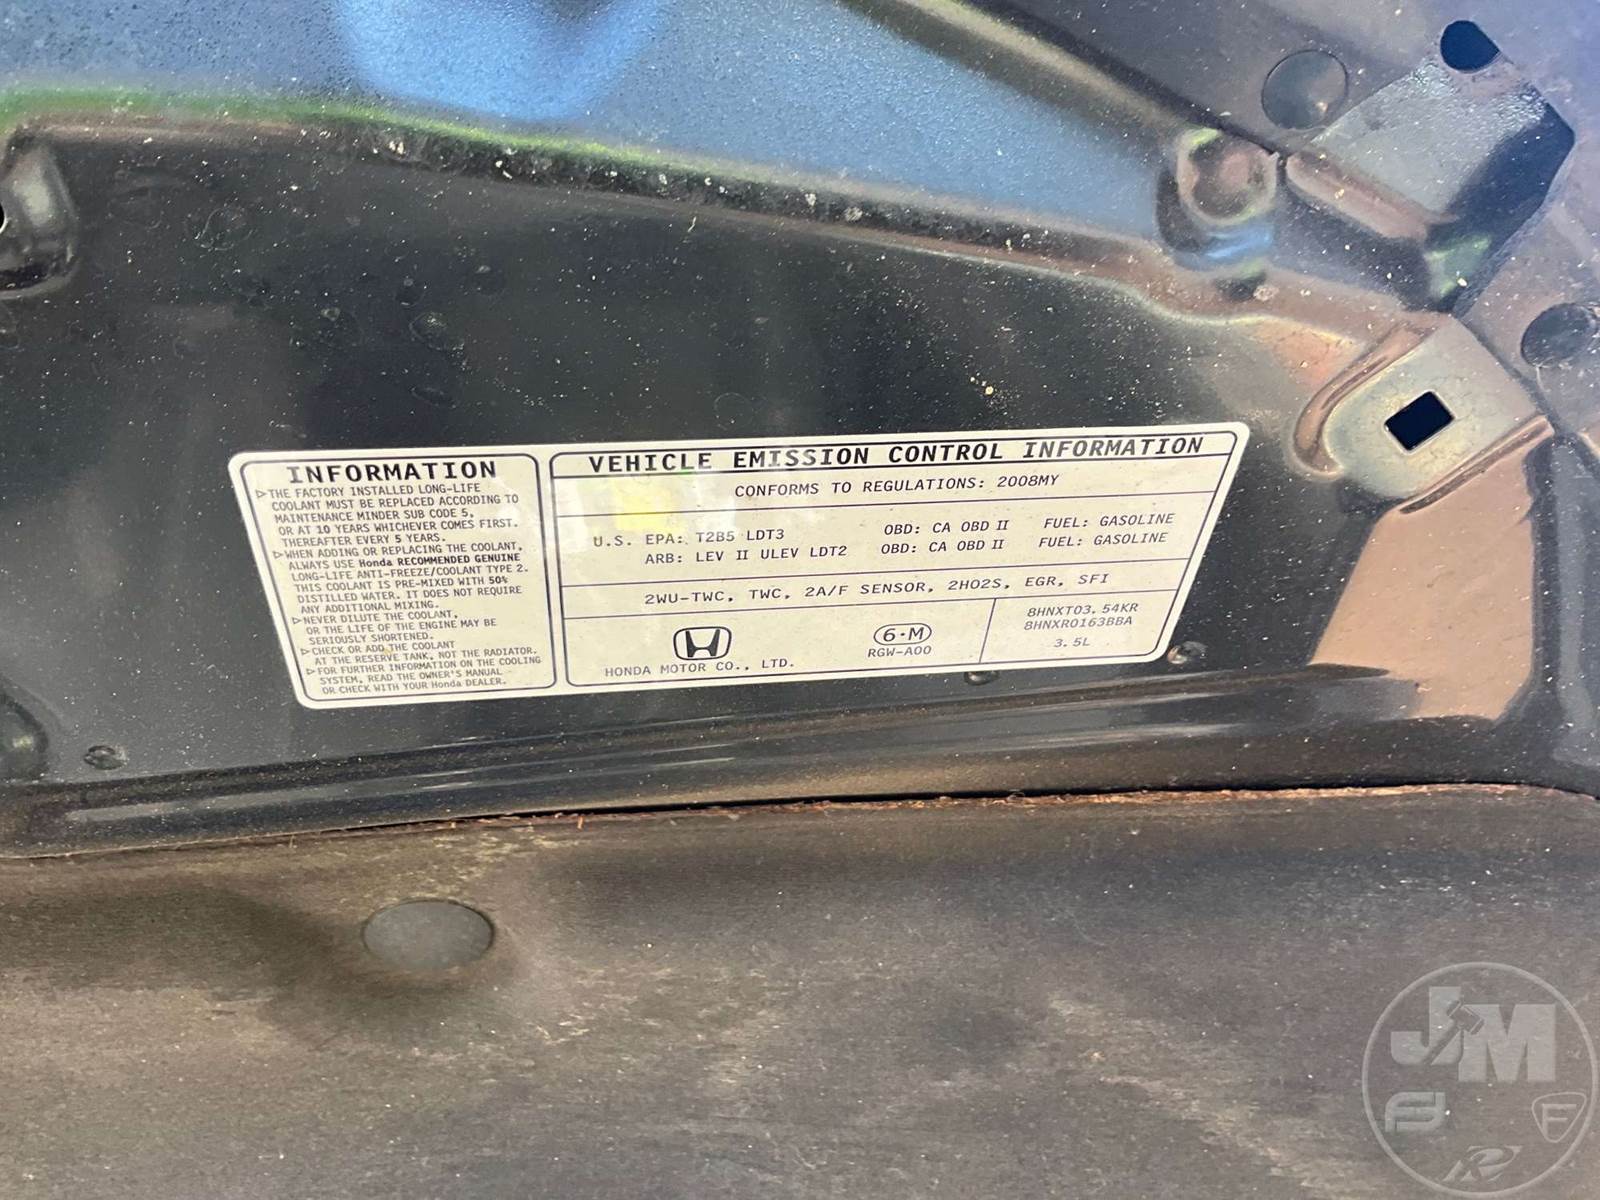 INFORMATION
▷THE FACTORY INSTALLED LONG-LIFE
COOLANT MUST BE REPLACED ACCORDING TO
MAINTENANCE MINDER SUB CODE 5,
OR AT 10 YEARS WHICHEVER COMES FIRST.
THEREAFTER EVERY 5 YEARS.
▷WHEN ADDING OR REPLACING THE COOLANT,
ALWAYS USE Honda RECOMMENDED GENUINE
LONG-LIFE ANTI-FREEZE/COOLANT TYPE 2.
THIS COOLANT IS PRE-MIXED WITH 50%
DISTILLED WATER. IT DOES NOT REQUIRE
ANY ADDITIONAL MIXING.
▷NEVER DILUTE THE COOLANT,
OR THE LIFE OF THE ENGINE MAY BE
SERIOUSLY SHORTENED.
▷CHECK OR ADD THE COOLANT
AT THE RESERVE TANK, NOT THE RADIATOR.
▷FOR FURTHER INFORMATION ON THE COOLING
SYSTEM, READ THE OWNER'S MANUAL
OR CHECK WITH YOUR Honda DEALER.
VEHICLE EMISSION CONTROL INFORMATION
CONFORMS TO REGULATIONS: 2008MY
U.S. EPA: T2B5 LDT3 OBD: CA OBD II FUEL: GASOLINE
ARB: LEV II ULEV LDT2 OBD: CA OBD II FUEL: GASOLINE
2WU-TWC, TWC, 2A/F SENSOR, 2HO2S, EGR, SFI
HONDA MOTOR CO., LTD.
6·M
RGW-A00
8HNXT03.54KR
8HNXR0163BBA
3.5L
JM
F
R